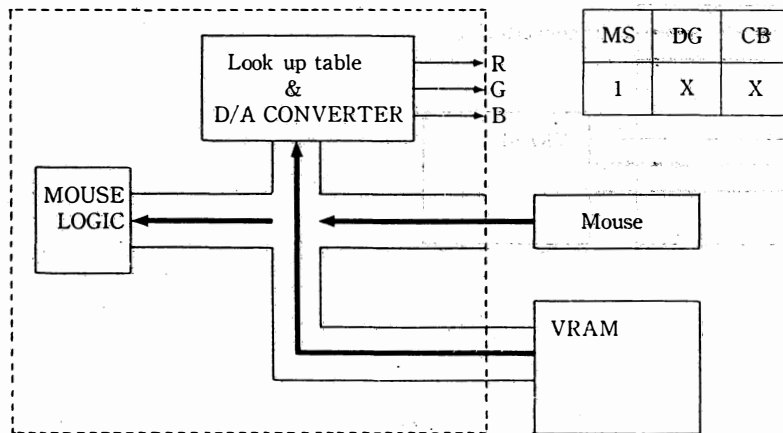 Look up table
&
D/A CONVERTER
R
G
B
MS DG CB
1 X X
MOUSE
LOGIC
Mouse
VRAM